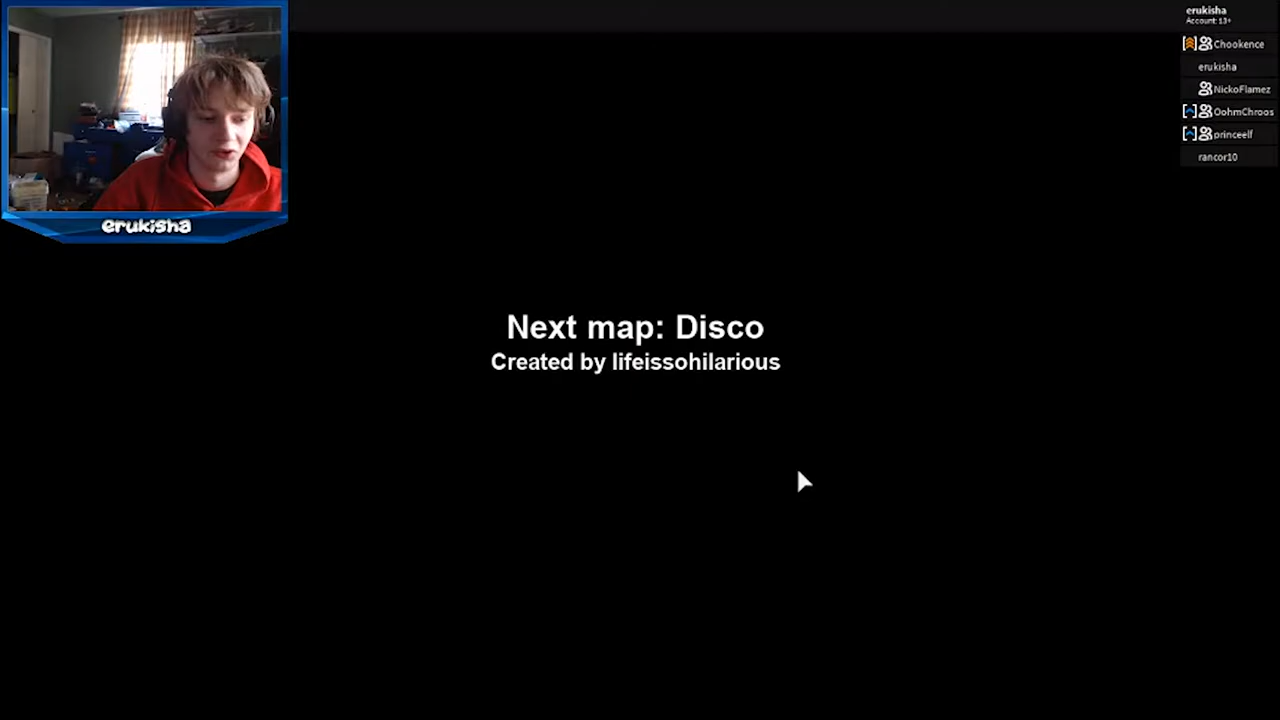 erukisha
Account: 13+
Chookence
erukisha
NickoFlamez
OohmChroos
princeelf
rancor10
erukisha
Next map: Disco
Created by lifeissohilarious